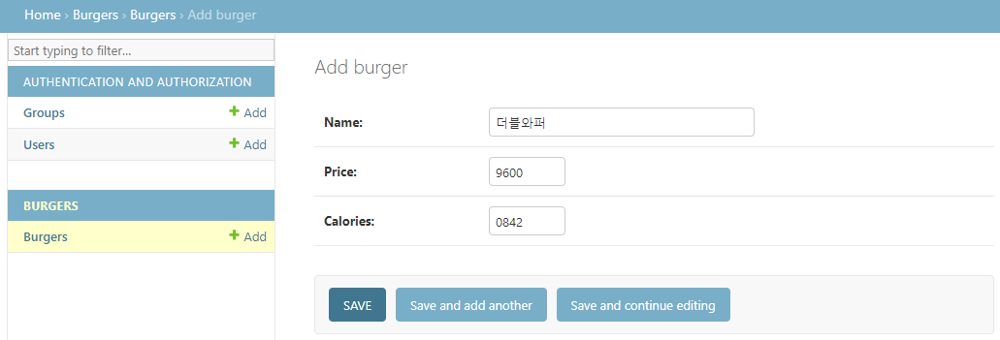 Home › Burgers › Burgers › Add burger
Start typing to filter...
AUTHENTICATION AND AUTHORIZATION
Groups + Add
Users + Add
BURGERS
Burgers + Add
Add burger
Name: 더블와퍼
Price: 9600
Calories: 0842
SAVE Save and add another Save and continue editing